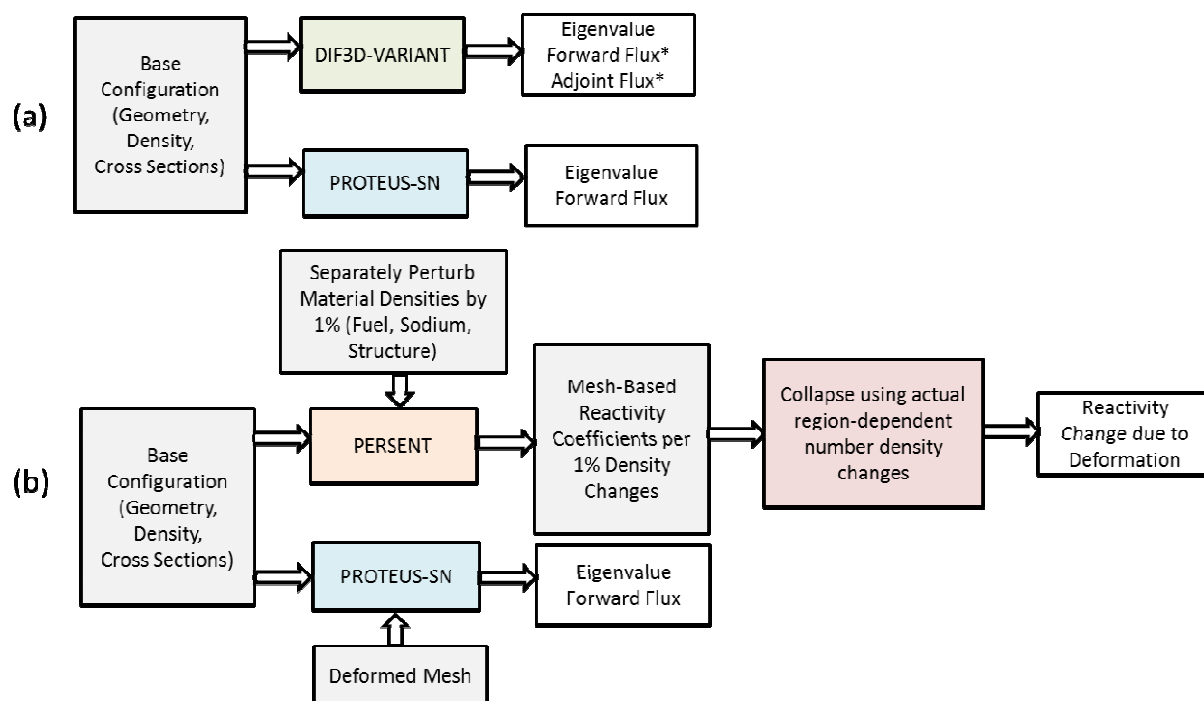 (a)
Base
Configuration
(Geometry,
Density,
Cross Sections)
DIF3D-VARIANT
Eigenvalue
Forward Flux*
Adjoint Flux*
PROTEUS-SN
Eigenvalue
Forward Flux
(b)
Separately Perturb
Material Densities by
1% (Fuel, Sodium,
Structure)
Base
Configuration
(Geometry,
Density,
Cross Sections)
PERSENT
Mesh-Based
Reactivity
Coefficients per
1% Density
Changes
Collapse using actual
region-dependent
number density
changes
Reactivity
Change due to
Deformation
PROTEUS-SN
Eigenvalue
Forward Flux
Deformed Mesh